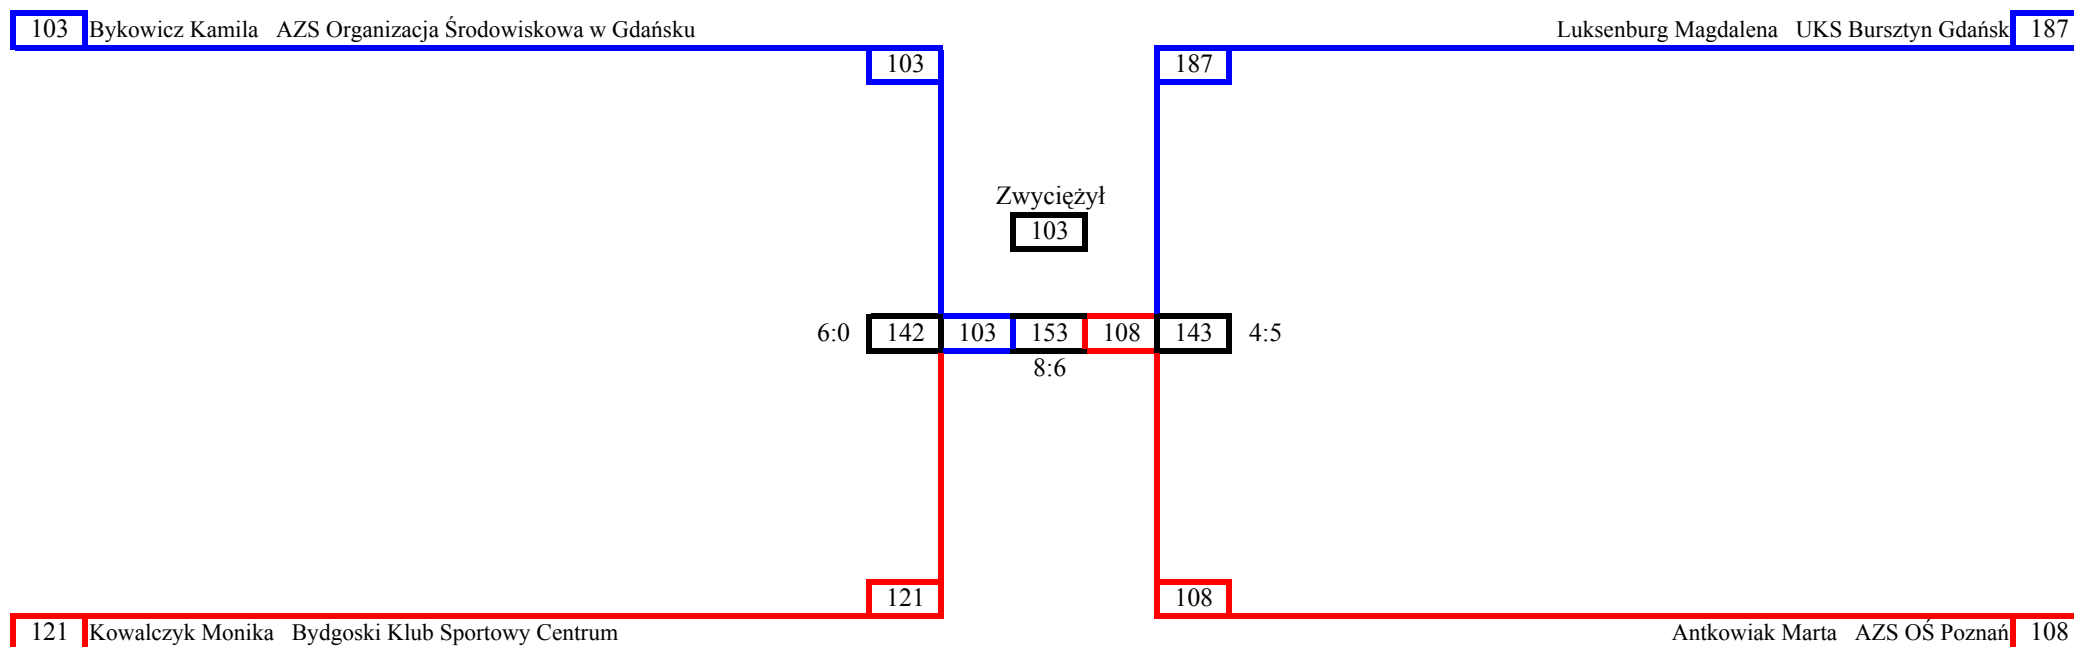 103 Bykowicz Kamila AZS Organizacja Środowiskowa w Gdańsku Luksenburg Magdalena UKS Bursztyn Gdańsk 187
103 187
Zwyciężył
103
6:0 142 103 153 108 143 4:5
8:6
121 108
121 Kowalczyk Monika Bydgoski Klub Sportowy Centrum Antkowiak Marta AZS OŚ Poznań 108